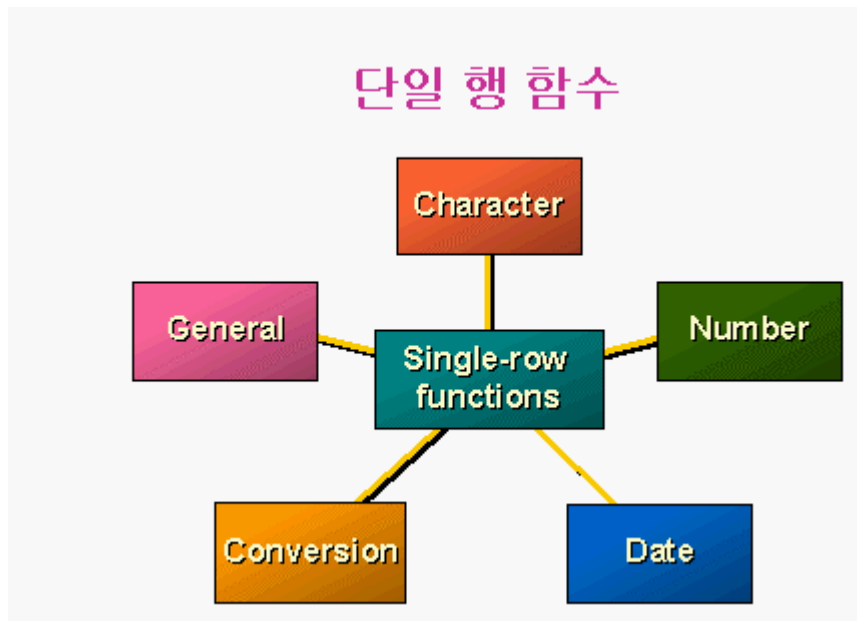 단일 행 함수
Character
General
Number
Single-row
functions
Conversion
Date